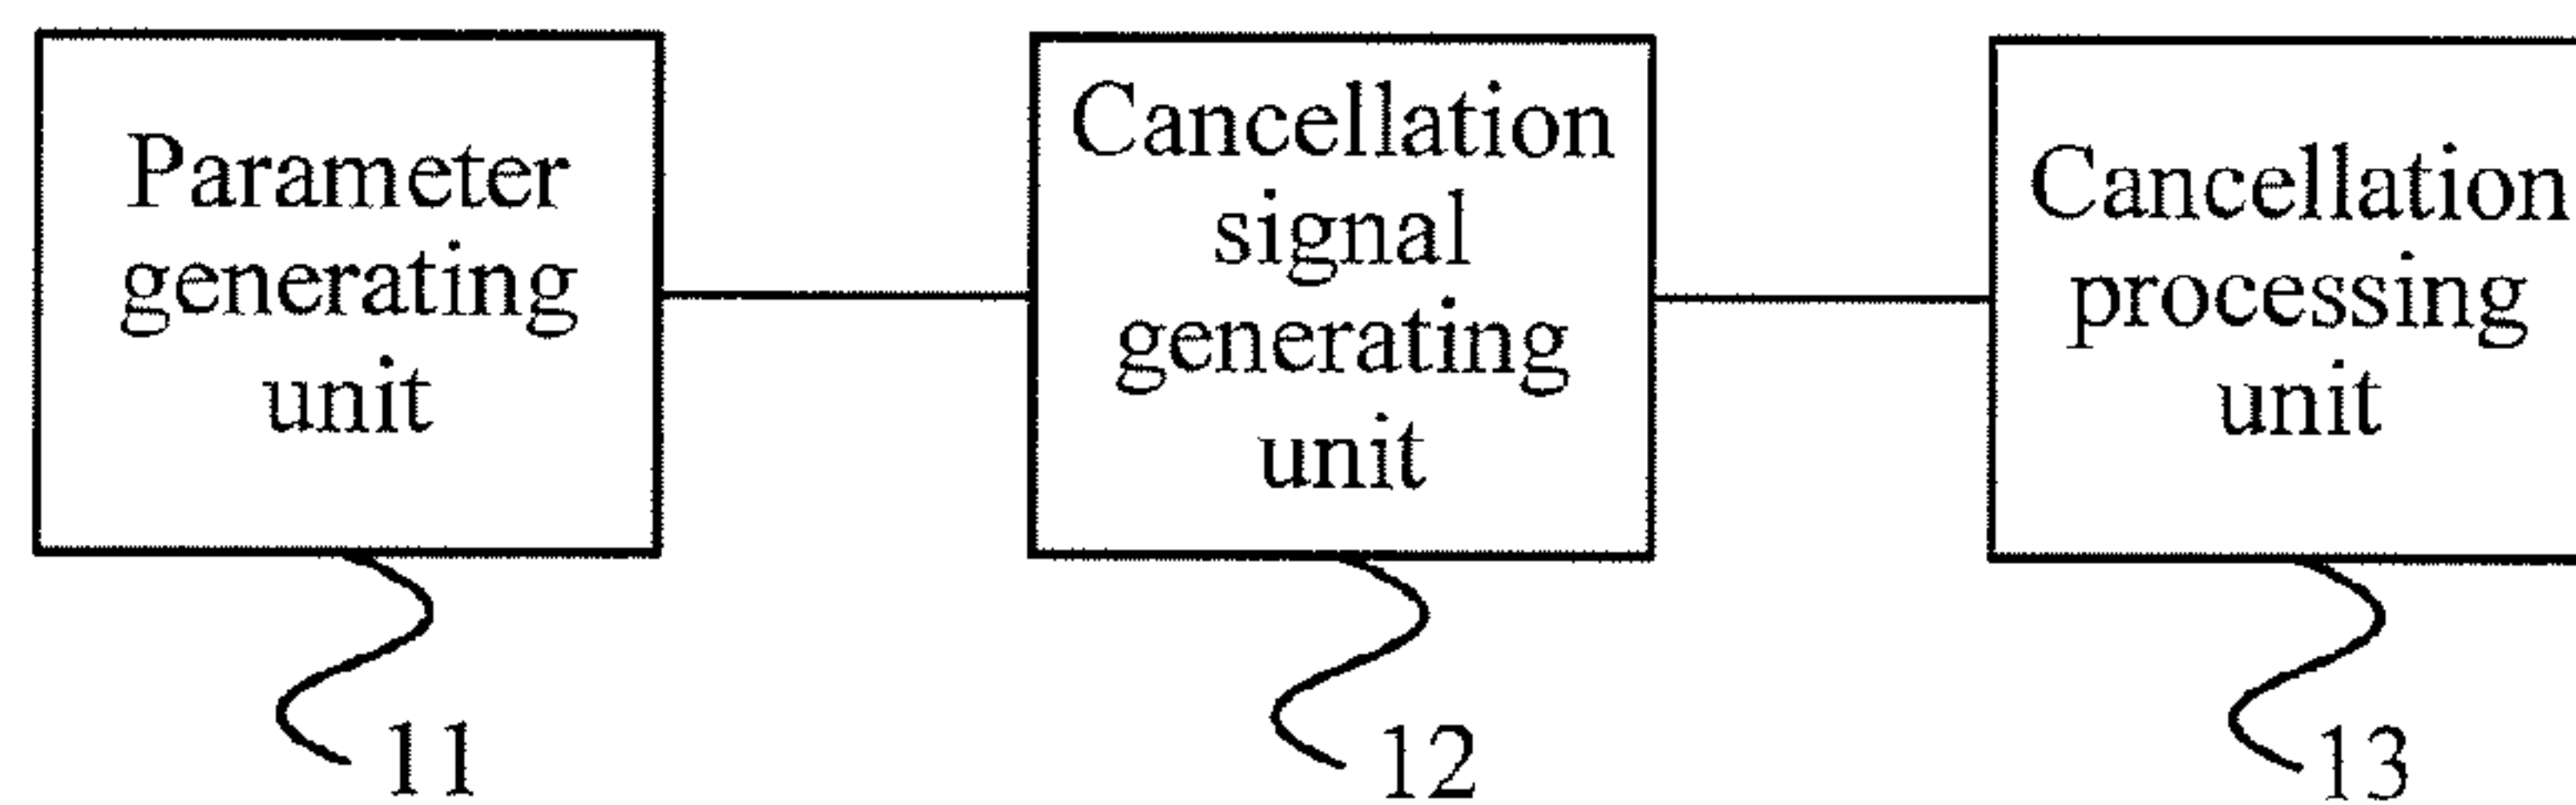 Parameter
generating
unit
Cancellation
signal
generating
unit
Cancellation
processing
unit
11
12
13